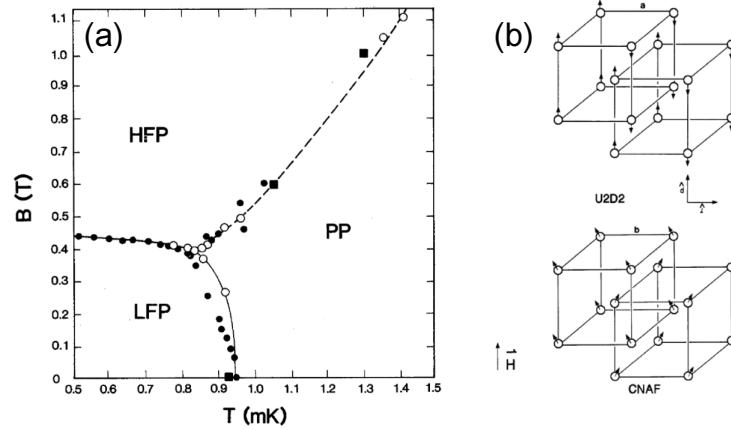 (a)
1.1
1.0
0.9
0.8
0.7
0.6
0.5
0.4
0.3
0.2
0.1
0
B (T)
HFP
LFP
PP
0.5 0.6 0.7 0.8 0.9 1.0 1.1 1.2 1.3 1.4 1.5
T (mK)
(b)
a
d̂
l̂
U2D2
b
H
CNAF